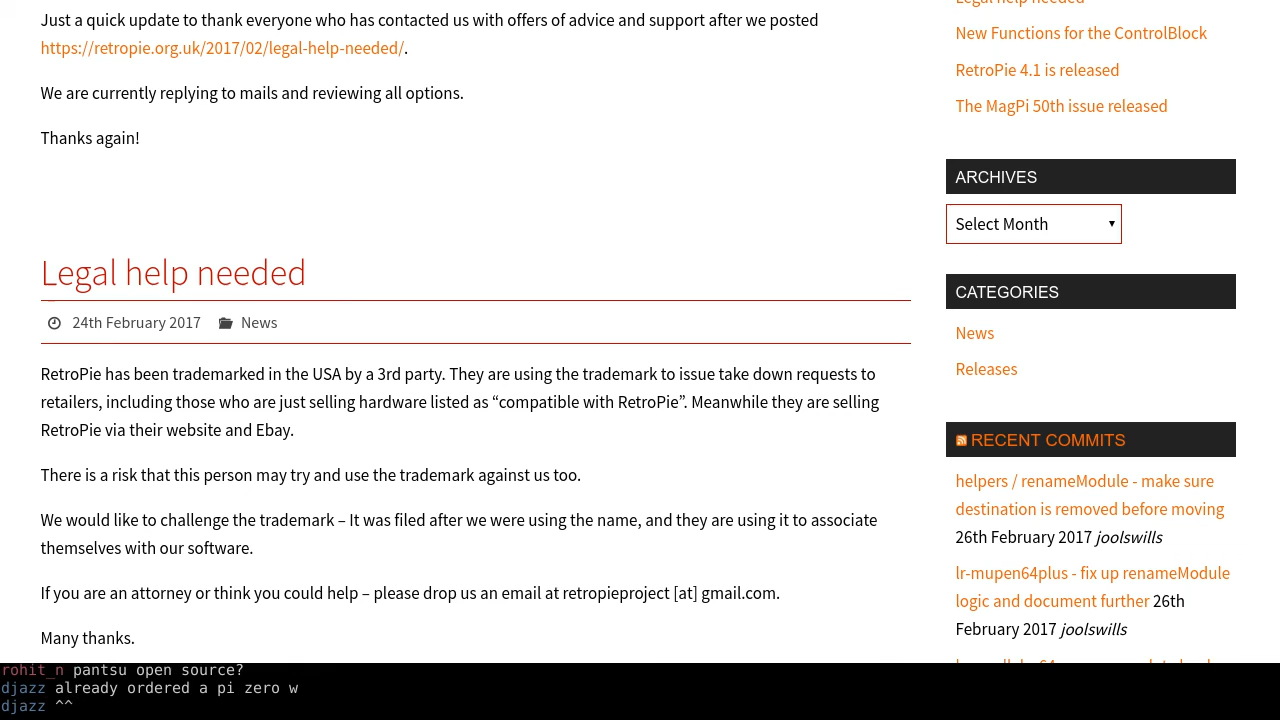 Just a quick update to thank everyone who has contacted us with offers of advice and support after we posted
https://retropie.org.uk/2017/02/legal-help-needed/.
We are currently replying to mails and reviewing all options.
Thanks again!
Legal help needed
24th February 2017 News
RetroPie has been trademarked in the USA by a 3rd party. They are using the trademark to issue take down requests to
retailers, including those who are just selling hardware listed as “compatible with RetroPie”. Meanwhile they are selling
RetroPie via their website and Ebay.
There is a risk that this person may try and use the trademark against us too.
We would like to challenge the trademark – It was filed after we were using the name, and they are using it to associate
themselves with our software.
If you are an attorney or think you could help – please drop us an email at retropieproject [at] gmail.com.
Many thanks.
Legal help needed
New Functions for the ControlBlock
RetroPie 4.1 is released
The MagPi 50th issue released
ARCHIVES
Select Month
CATEGORIES
News
Releases
RECENT COMMITS
helpers / renameModule - make sure
destination is removed before moving
26th February 2017 joolswills
lr-mupen64plus - fix up renameModule
logic and document further 26th
February 2017 joolswills
rohit_n pantsu open source?
djazz already ordered a pi zero w
djazz ^^